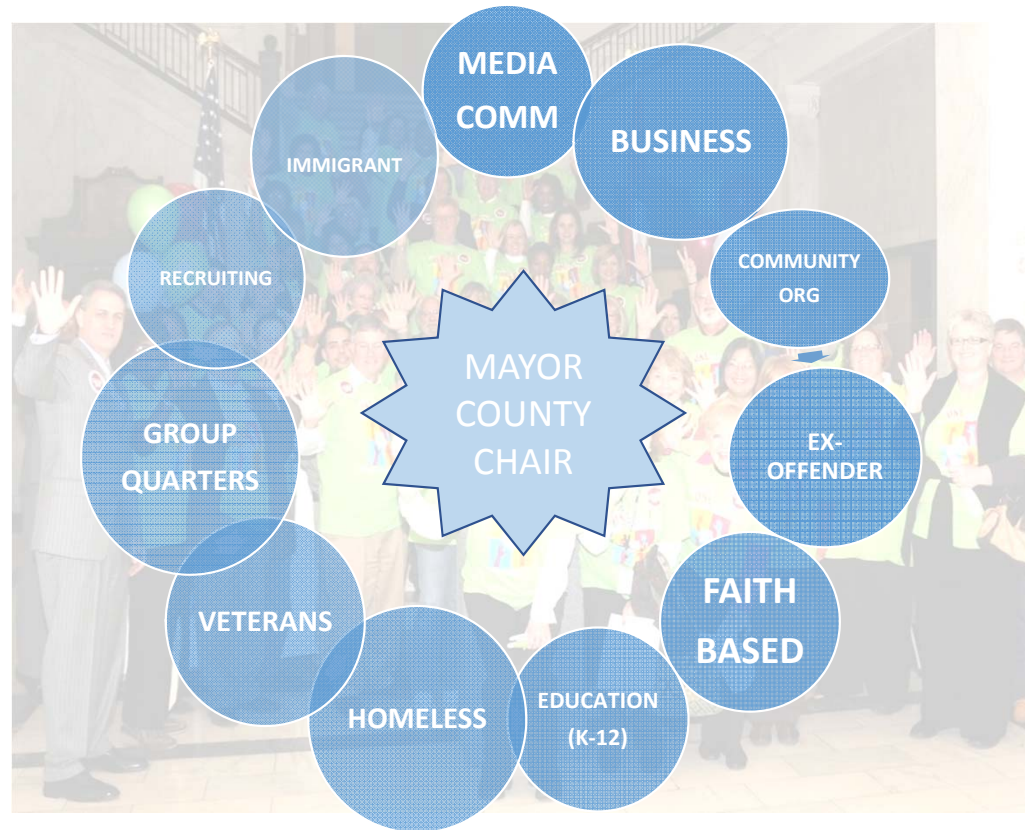 MEDIA
COMM
BUSINESS
COMMUNITY
ORG
EX-
OFFENDER
FAITH
BASED
EDUCATION
(K-12)
HOMELESS
VETERANS
GROUP
QUARTERS
RECRUITING
IMMIGRANT
MAYOR
COUNTY
CHAIR